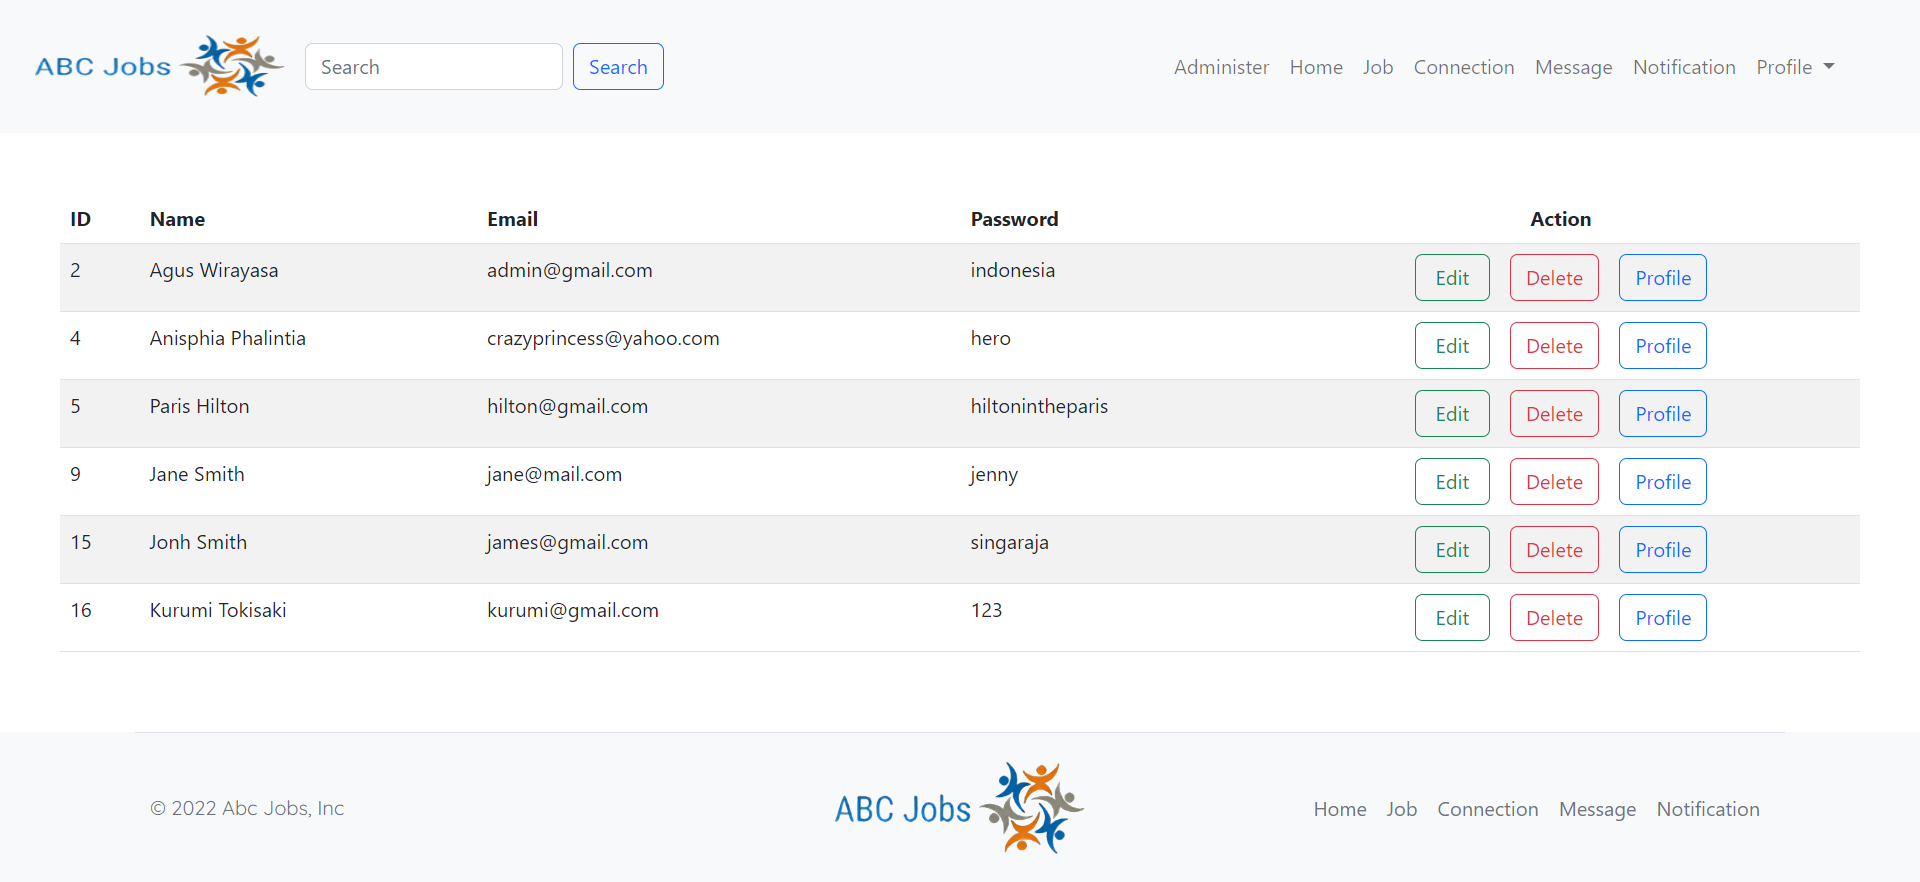 ABC Jobs Search Search Administer Home Job Connection Message Notification Profile
ID Name Email Password Action
2 Agus Wirayasa admin@gmail.com indonesia Edit Delete Profile
4 Anisphia Phalintia crazyprincess@yahoo.com hero Edit Delete Profile
5 Paris Hilton hilton@gmail.com hiltonintheparis Edit Delete Profile
9 Jane Smith jane@mail.com jenny Edit Delete Profile
15 Jonh Smith james@gmail.com singaraja Edit Delete Profile
16 Kurumi Tokisaki kurumi@gmail.com 123 Edit Delete Profile
© 2022 Abc Jobs, Inc ABC Jobs Home Job Connection Message Notification